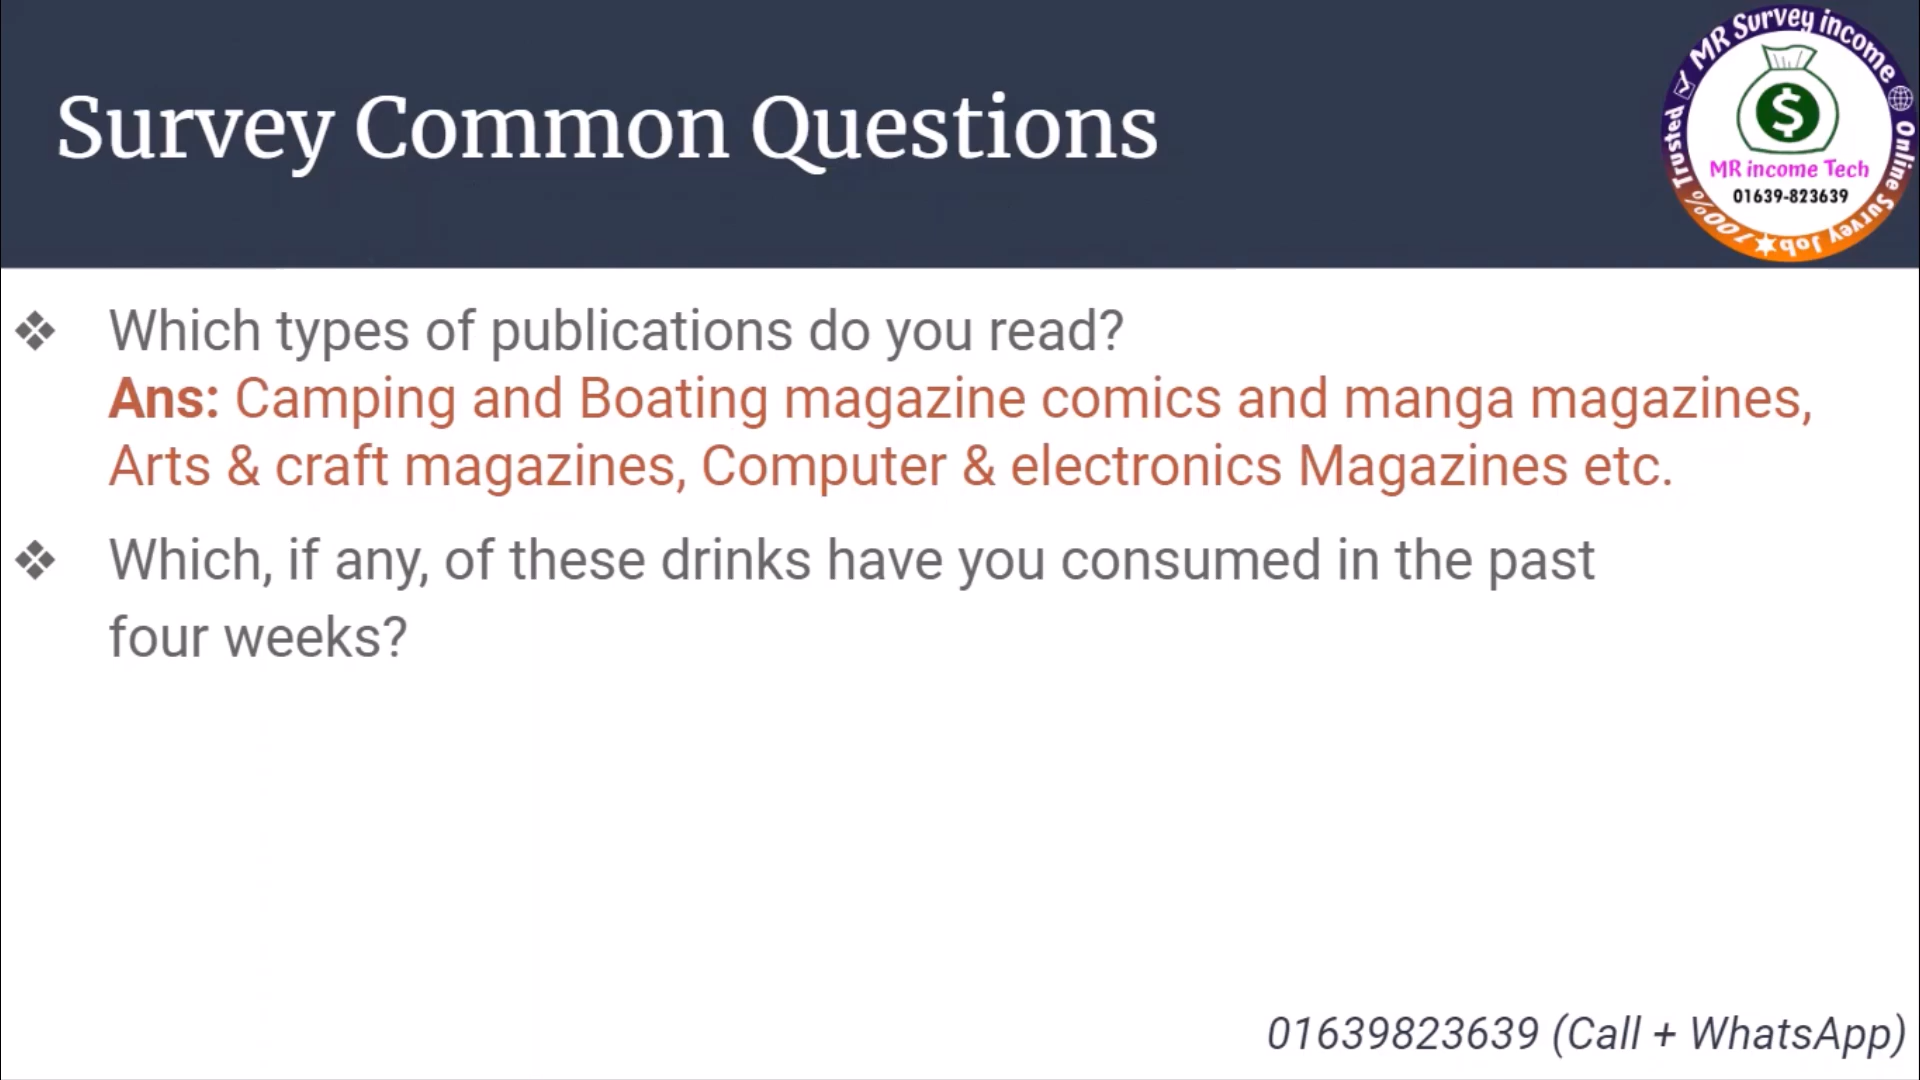 Survey Common Questions
MR Survey income
Online Survey Job
100% Trusted
MR income Tech
01639-823639
Which types of publications do you read?
Ans: Camping and Boating magazine comics and manga magazines,
Arts & craft magazines, Computer & electronics Magazines etc.
Which, if any, of these drinks have you consumed in the past
four weeks?
01639823639 (Call + WhatsApp)